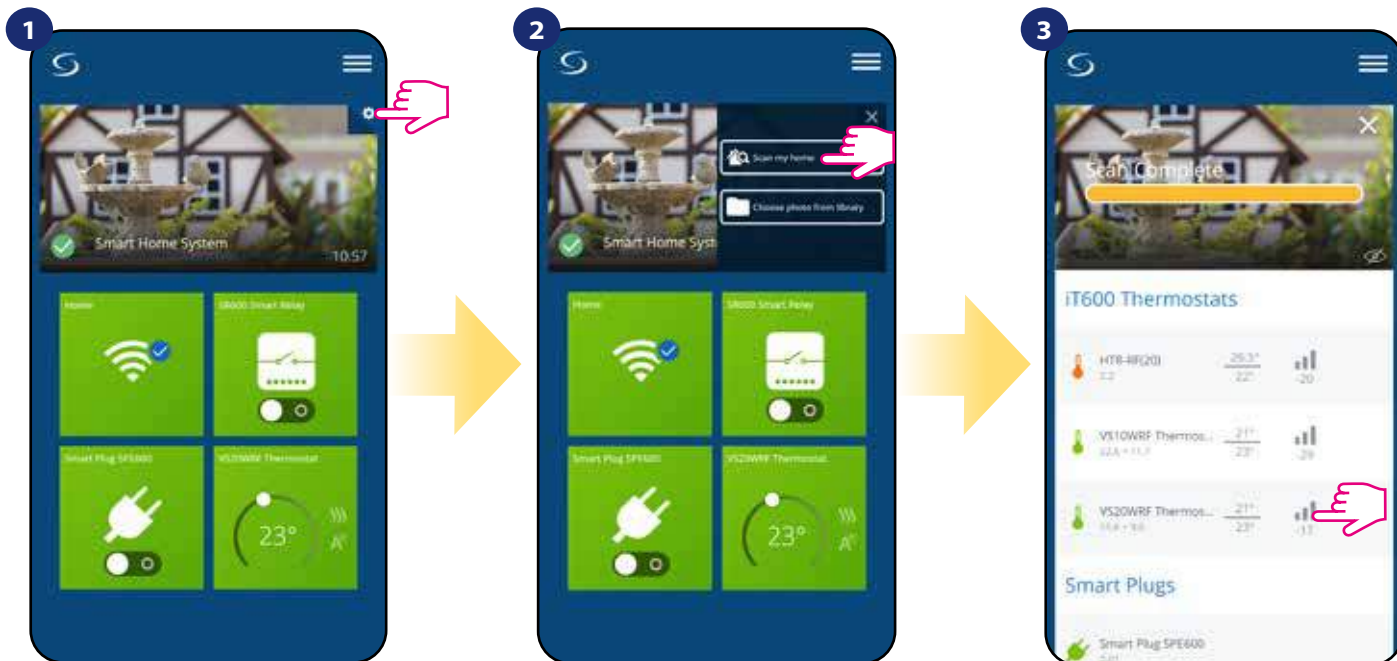 1
Smart Home System
10:57
Home
SR600 Smart Relay
Smart Plug SPE600
VS20WRF Thermostat
23°
2
Scan my home
Choose photo from library
Smart Home Syst
Home
SR600 Smart Relay
Smart Plug SPE600
VS20WRF Thermostat
23°
3
Scan Complete
iT600 Thermostats
HTR-RF(20)
22°
-20
VS10WRF Thermos... 21°
23°
-29
VS20WRF Thermos... 21°
23°
Smart Plugs
Smart Plug SPE600